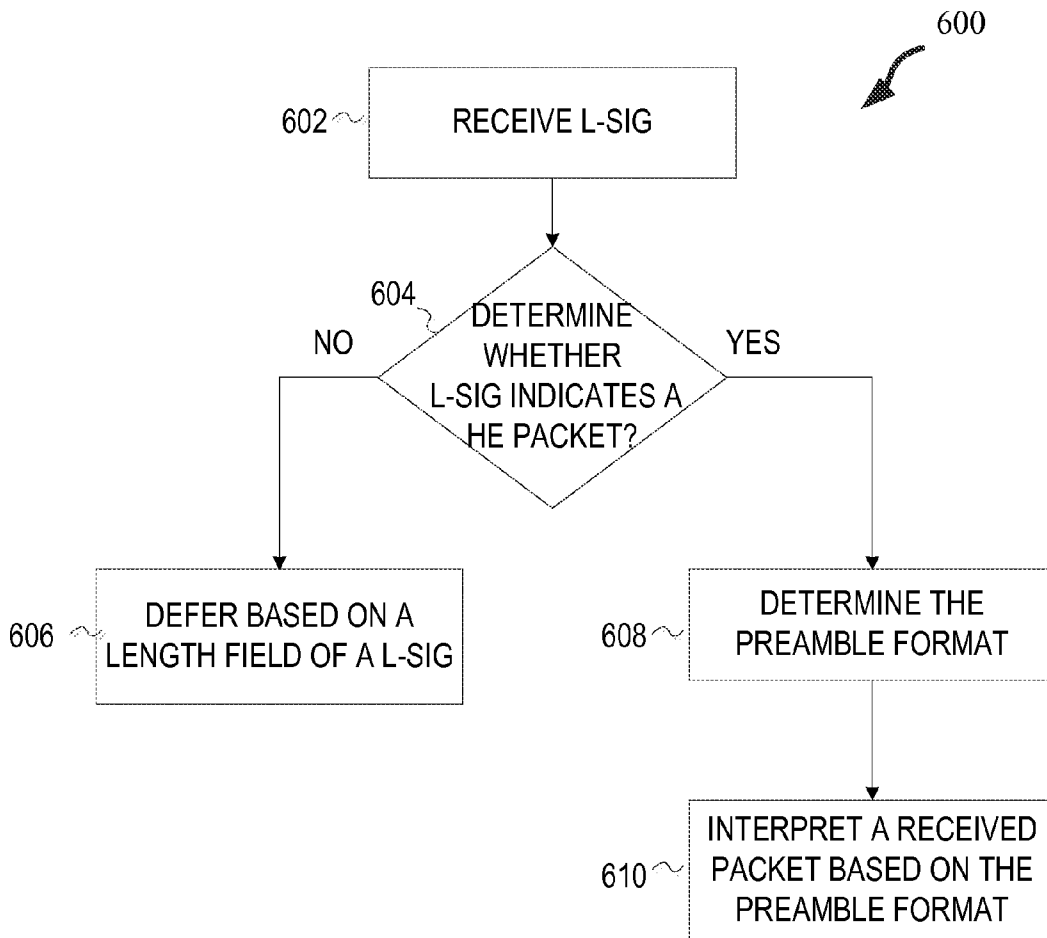 600
602
RECEIVE L-SIG
604
DETERMINE
WHETHER
L-SIG INDICATES A
HE PACKET?
NO
YES
606
DEFER BASED ON A
LENGTH FIELD OF A L-SIG
608
DETERMINE THE
PREAMBLE FORMAT
610
INTERPRET A RECEIVED
PACKET BASED ON THE
PREAMBLE FORMAT